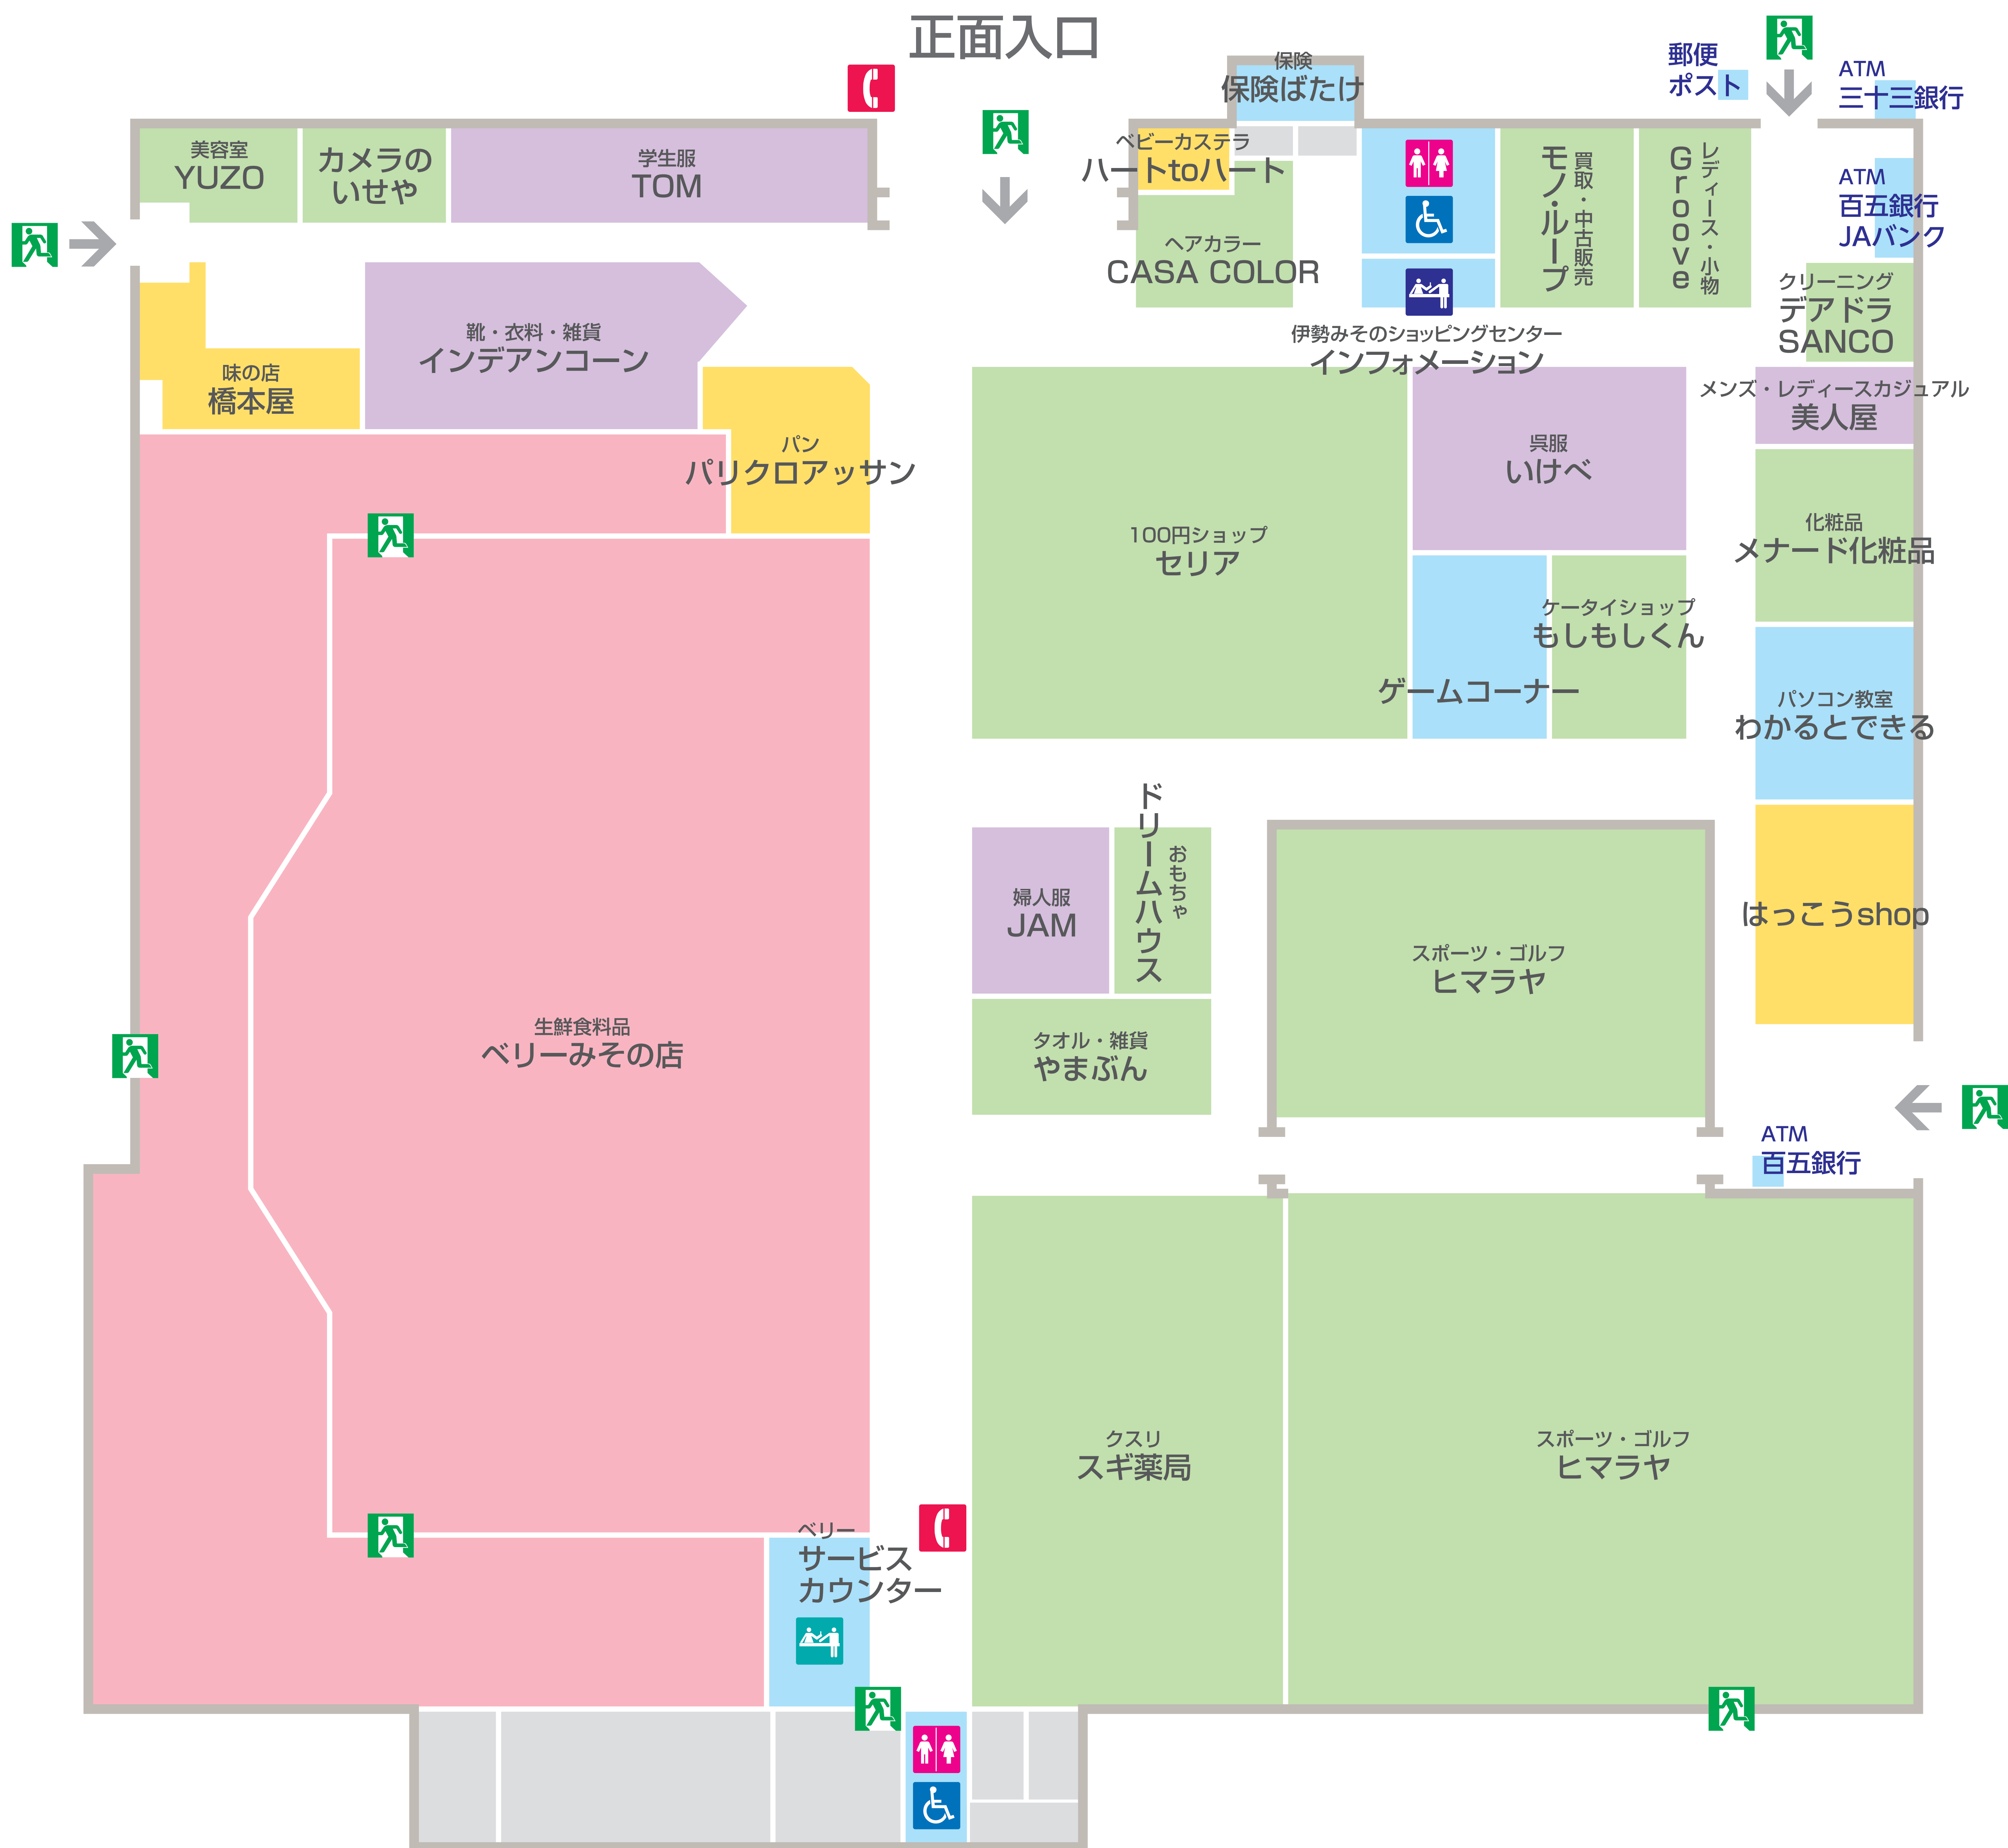 正面入口
郵便
ポスト
ATM
三十三銀行
ATM
百五銀行
JAバンク
保険
保険ばたけ
美容室
YUZO
カメラの
いせや
学生服
TOM
ベビーカステラ
ハートtoハート
ヘアカラー
CASA COLOR
買取・中古販売
モノ・ループ
レディース・小物
Groove
クリーニング
デアドラ
SANCO
伊勢みそのショッピングセンター
インフォメーション
味の店
橋本屋
靴・衣料・雑貨
インデアンコーン
パン
パリクロアッサン
メンズ・レディースカジュアル
美人屋
呉服
いけべ
100円ショップ
セリア
化粧品
メナード化粧品
ケータイショップ
もしもしくん
ゲームコーナー
パソコン教室
わかるとできる
婦人服
JAM
おもちゃ
ドリームハウス
はっこうshop
スポーツ・ゴルフ
ヒマラヤ
生鮮食料品
ベリーみその店
タオル・雑貨
やまぶん
ATM
百五銀行
クスリ
スギ薬局
スポーツ・ゴルフ
ヒマラヤ
ベリー
サービス
カウンター